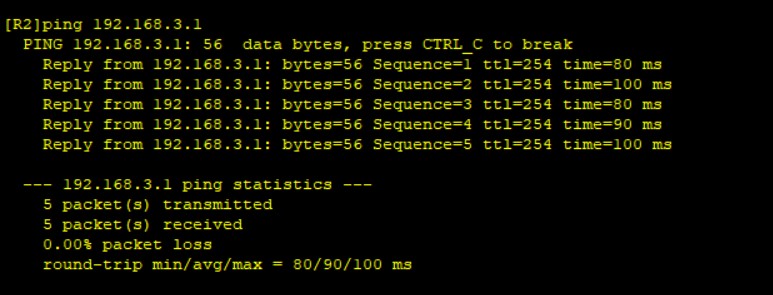 [R2]ping 192.168.3.1
PING 192.168.3.1: 56 data bytes, press CTRL_C to break
Reply from 192.168.3.1: bytes=56 Sequence=1 ttl=254 time=80 ms
Reply from 192.168.3.1: bytes=56 Sequence=2 ttl=254 time=100 ms
Reply from 192.168.3.1: bytes=56 Sequence=3 ttl=254 time=80 ms
Reply from 192.168.3.1: bytes=56 Sequence=4 ttl=254 time=90 ms
Reply from 192.168.3.1: bytes=56 Sequence=5 ttl=254 time=100 ms
--- 192.168.3.1 ping statistics ---
5 packet(s) transmitted
5 packet(s) received
0.00% packet loss
round-trip min/avg/max = 80/90/100 ms